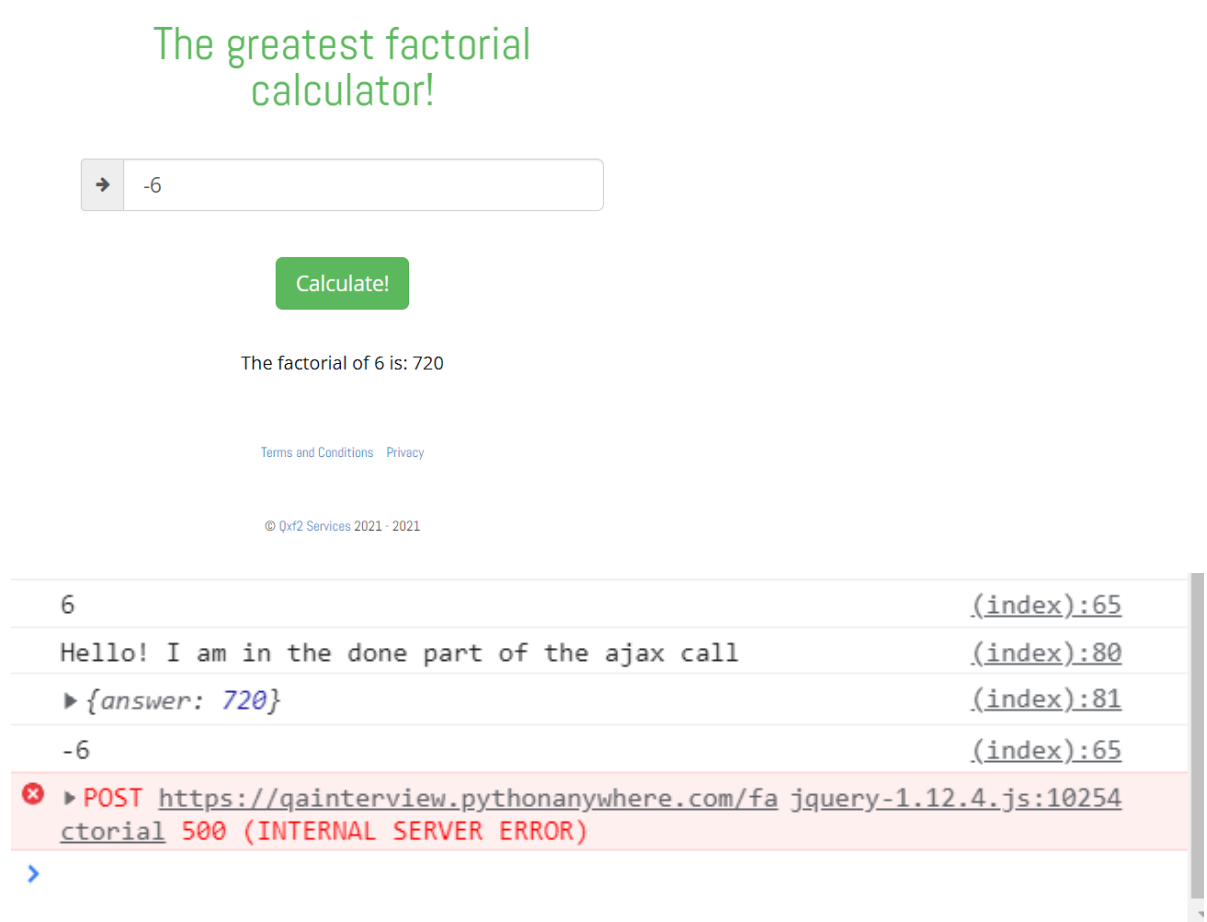 The greatest factorial
calculator!
-6
Calculate!
The factorial of 6 is: 720
Terms and Conditions Privacy
© Qxf2 Services 2021 - 2021
6 (index):65
Hello! I am in the done part of the ajax call (index):80
{answer: 720} (index):81
-6 (index):65
POST https://qainterview.pythonanywhere.com/fa jquery-1.12.4.js:10254
ctorial 500 (INTERNAL SERVER ERROR)